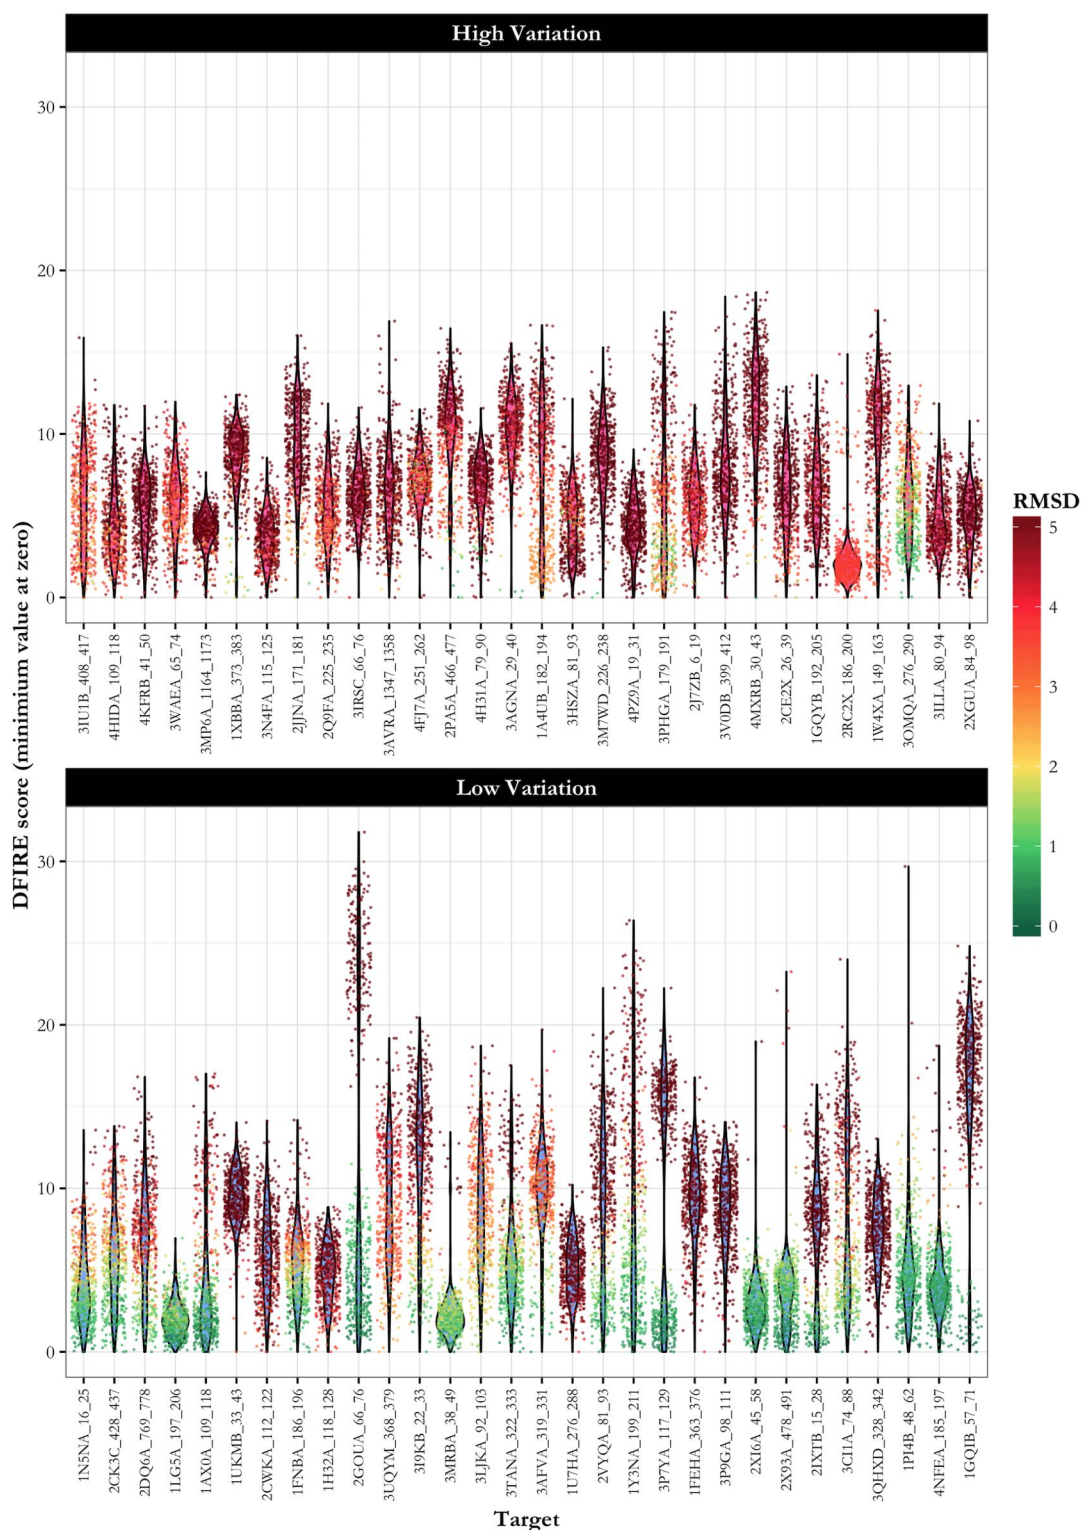 High Variation
30
20
10
0
3IU1B_408_417
4HIDA_109_118
4KFRB_41_50
3WAEA_65_74
3MP6A_1164_1173
1XBBA_373_383
3N4FA_115_125
2JJNA_171_181
2Q9FA_225_235
3IRSC_66_76
3AVRA_1347_1358
4FJ7A_251_262
2PA5A_466_477
4H31A_79_90
3AGNA_29_40
1A4UB_182_194
3HSZA_81_93
3M7WD_226_238
4PZ9A_19_31
3PHGA_179_191
2J7ZB_6_19
3V0DB_399_412
4MXRB_30_43
2CE2X_26_39
1GQYB_192_205
2RC2X_186_200
1W4XA_149_163
3OMQA_276_290
3ILLA_80_94
2XGUA_84_98
DFIRE score (minimium value at zero)
RMSD
5
4
3
2
1
0
Low Variation
30
20
10
0
1N5NA_16_25
2CK3C_428_437
2DQ6A_769_778
1LG5A_197_206
1AX0A_109_118
1UKMB_33_43
2CWKA_112_122
1FNBA_186_196
1H32A_118_128
2GOUA_66_76
3UQYM_368_379
3I9KB_22_33
3MRBA_38_49
3LJKA_92_103
3TANA_322_333
3AFVA_319_331
1U7HA_276_288
2VYQA_81_93
1Y3NA_199_211
3P7YA_117_129
1FEHA_363_376
3P9GA_98_111
2XI6A_45_58
2X93A_478_491
2IXTB_15_28
3CI1A_74_88
3QHXD_328_342
1PI4B_48_62
4NFEA_185_197
1GQIB_57_71
Target